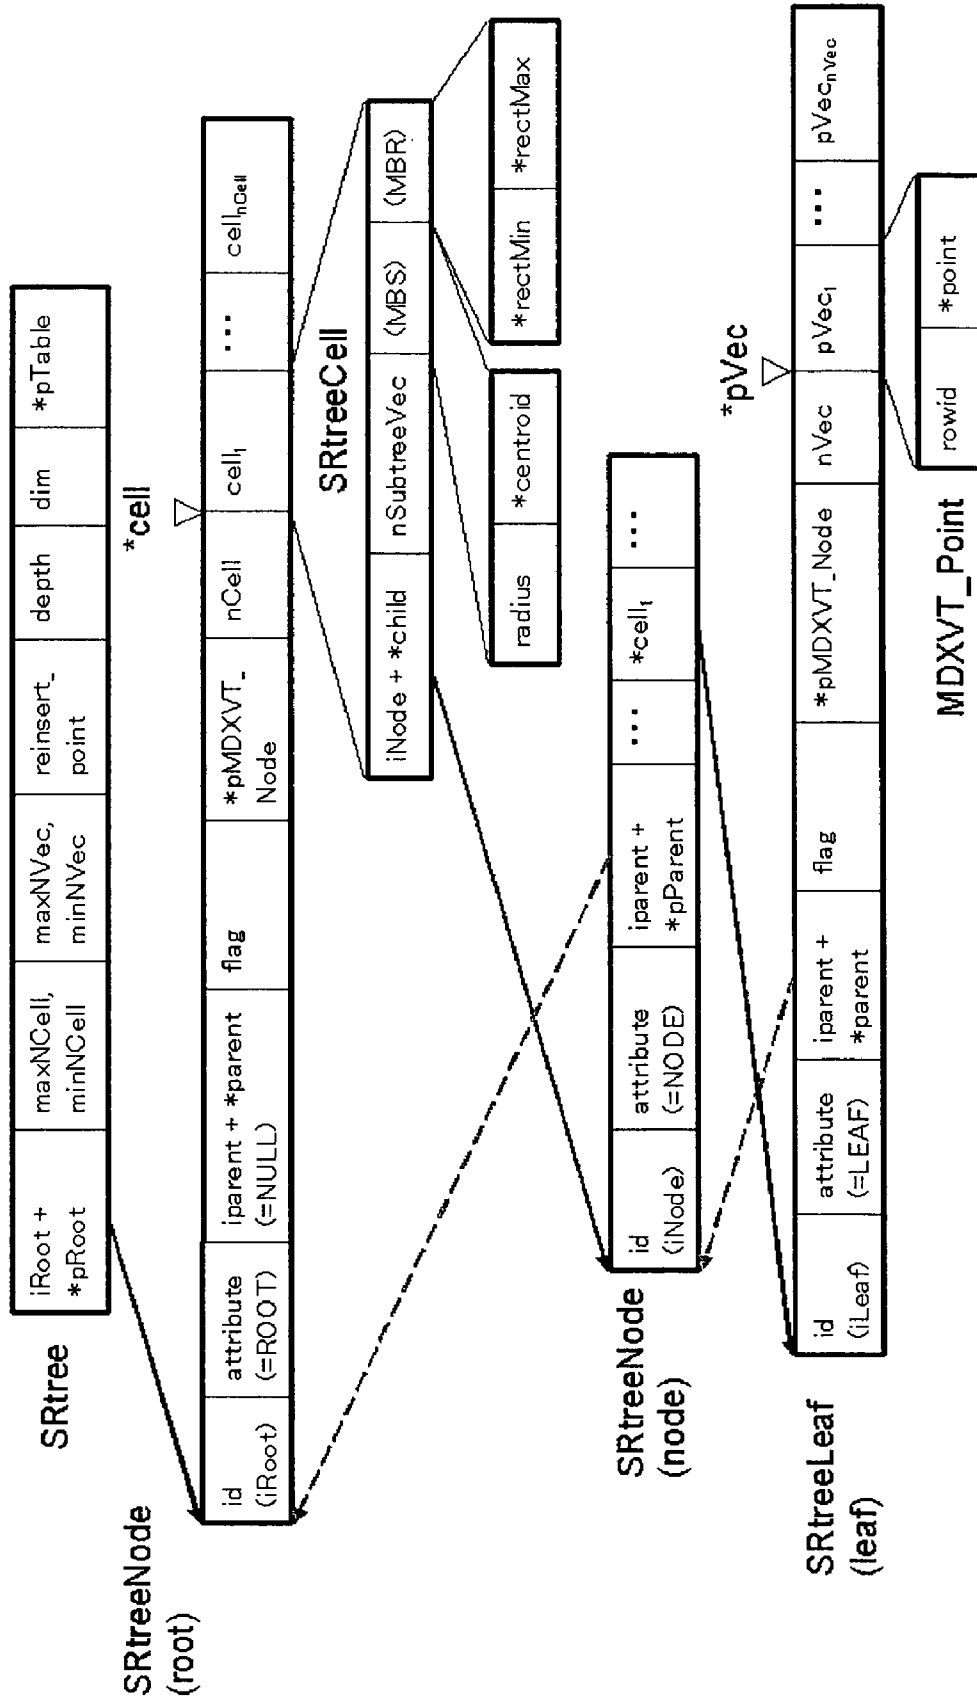 SRtree
iRoot +
*pRoot
maxNCell,
minNCell
maxNVec,
minNVec
reinsert_
point
depth
dim
*pTable
SRtreeNode
(root)
*cell
id
(iRoot)
attribute
(=ROOT)
iparent + *parent
(=NULL)
flag
*pMDXVT_
Node
nCell
cell₁
...
cellₙCell
SRtreeCell
iNode + *child
nSubtreeVec
(MBS)
(MBR)
radius
*centroid
*rectMin
*rectMax
SRtreeNode
(node)
id
(iNode)
attribute
(=NODE)
iparent +
*pParent
...
*cell₁
...
SRtreeLeaf
(leaf)
*pVec
id
(iLeaf)
attribute
(=LEAF)
iparent +
*parent
flag
*pMDXVT_Node
nVec
pVec₁
...
pVecₙVec
MDXVT_Point
rowid
*point